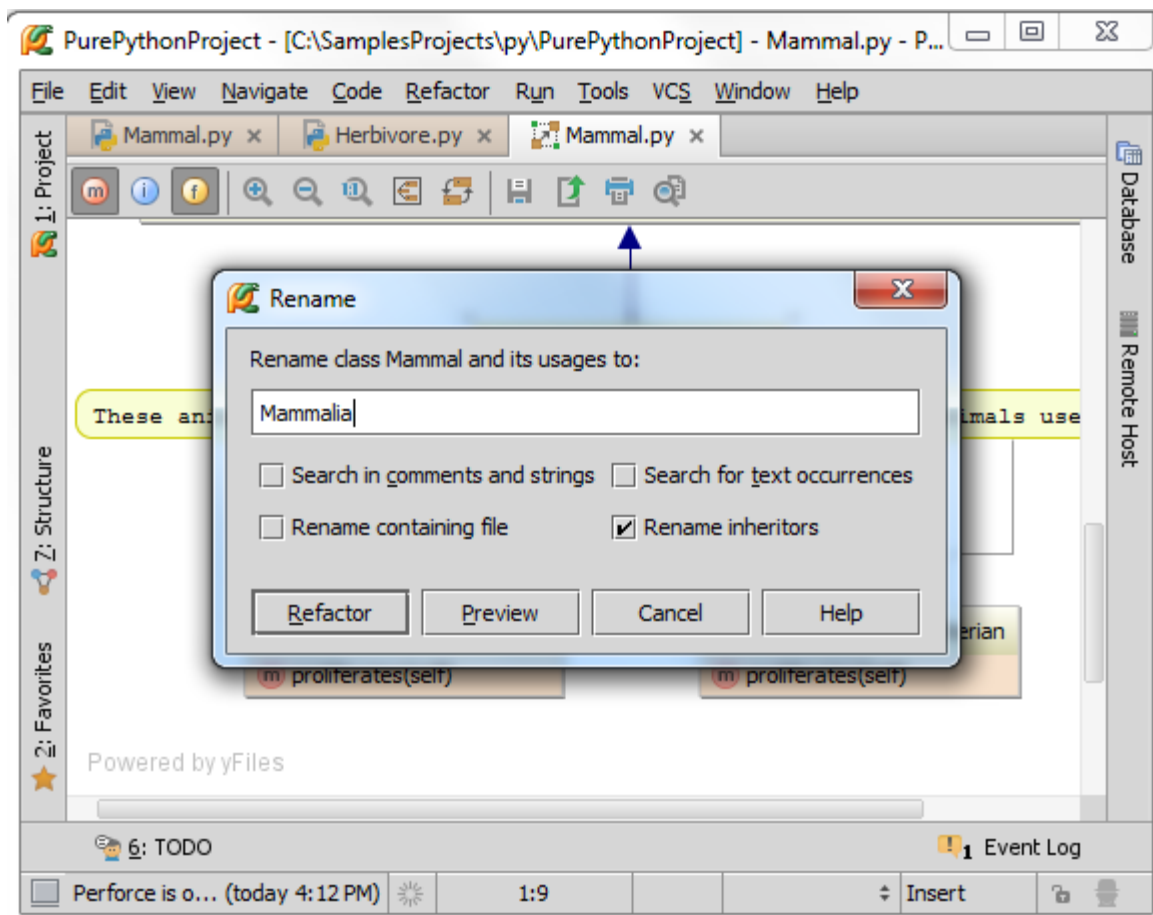 PurePythonProject - [C:\SamplesProjects\py\PurePythonProject] - Mammal.py - P...
File Edit View Navigate Code Refactor Run Tools VCS Window Help
Mammal.py Herbivore.py Mammal.py
1: Project
7: Structure
2: Favorites
m i f 1:1
Rename
Rename class Mammal and its usages to:
Mammalia
Search in comments and strings Search for text occurrences
Rename containing file Rename inheritors
Refactor Preview Cancel Help
These use
m proliferates(self) m proliferates(self)
Powered by yFiles
Database
Remote Host
6: TODO 1 Event Log
Perforce is o... (today 4:12 PM) 1:9 Insert